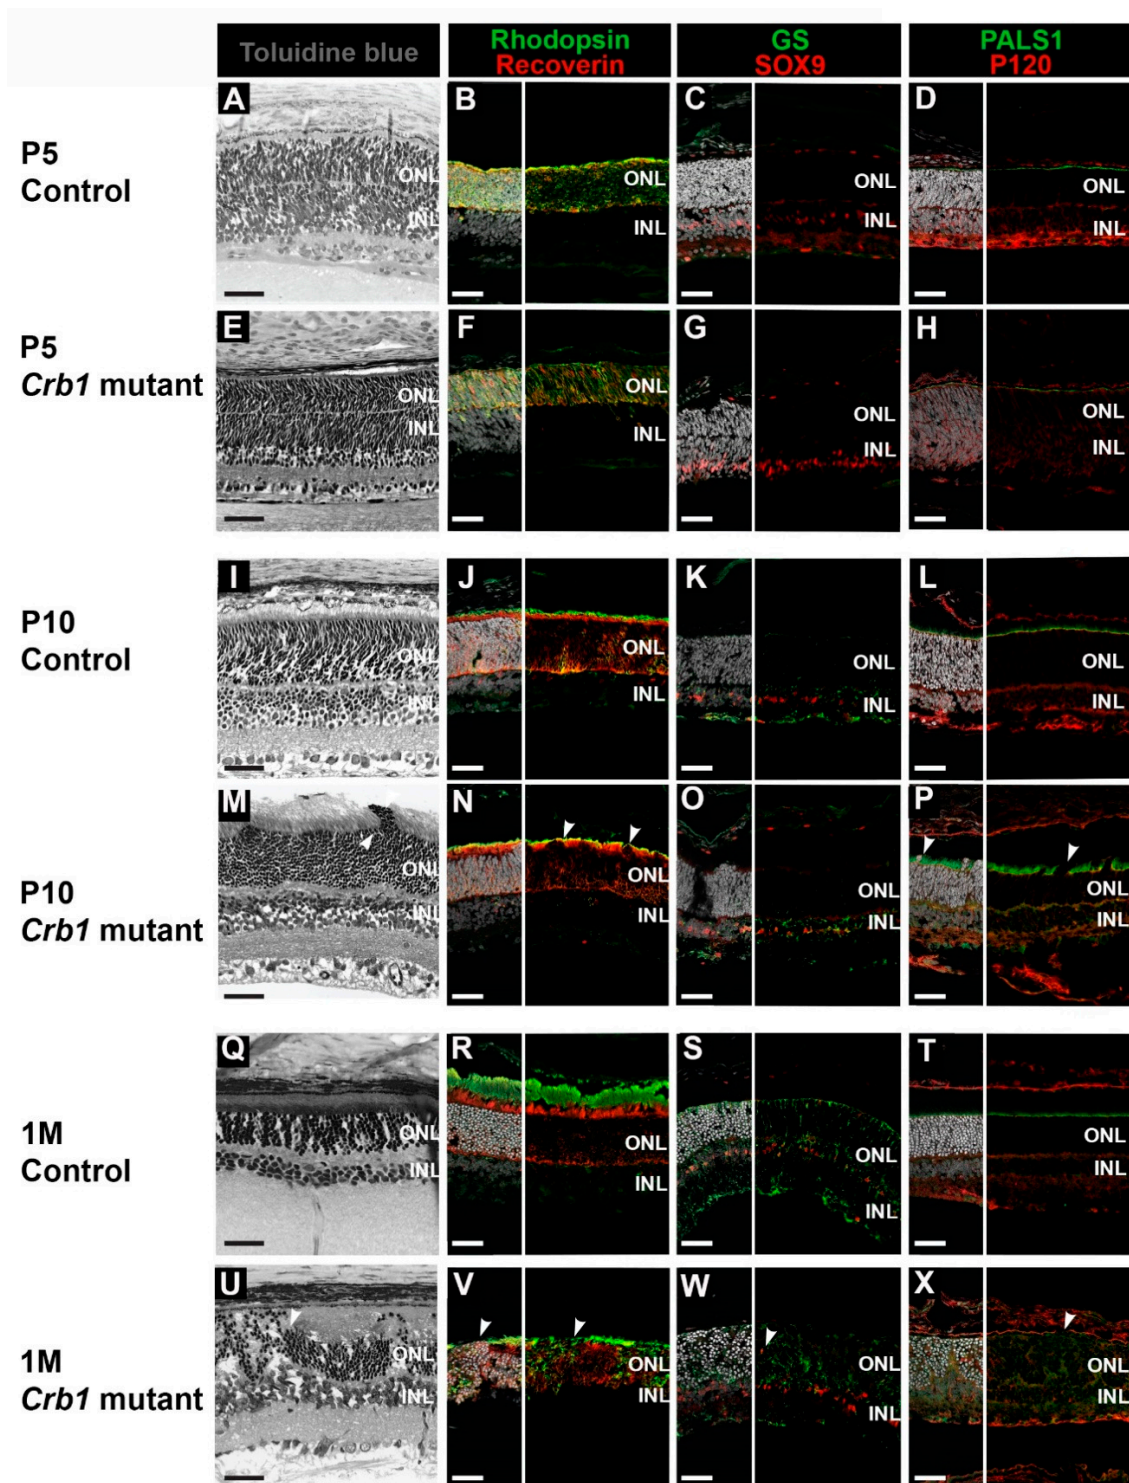 Toluidine blue
Rhodopsin
Recoverin
GS
SOX9
PALS1
P120
P5
Control
A
ONL
INL
B
ONL
INL
C
ONL
INL
D
ONL
INL
P5
Crb1 mutant
E
ONL
INL
F
ONL
INL
G
ONL
INL
H
ONL
INL
P10
Control
I
ONL
INL
J
ONL
INL
K
ONL
INL
L
ONL
INL
P10
Crb1 mutant
M
ONL
INL
N
ONL
INL
O
ONL
INL
P
ONL
INL
1M
Control
Q
ONL
INL
R
ONL
INL
S
ONL
INL
T
ONL
INL
1M
Crb1 mutant
U
ONL
INL
V
ONL
INL
W
ONL
INL
X
ONL
INL